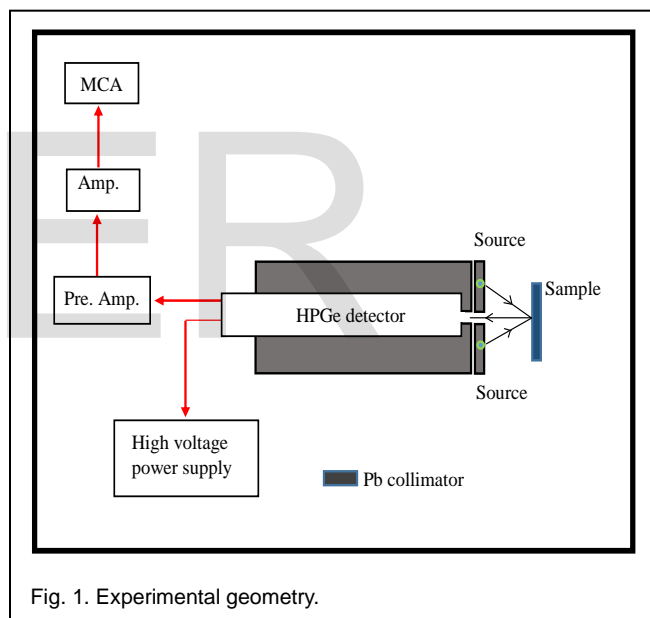 ER
MCA
Amp.
Pre. Amp.
High voltage
power supply
HPGe detector
Source
Sample
Source
Pb collimator
Fig. 1. Experimental geometry.